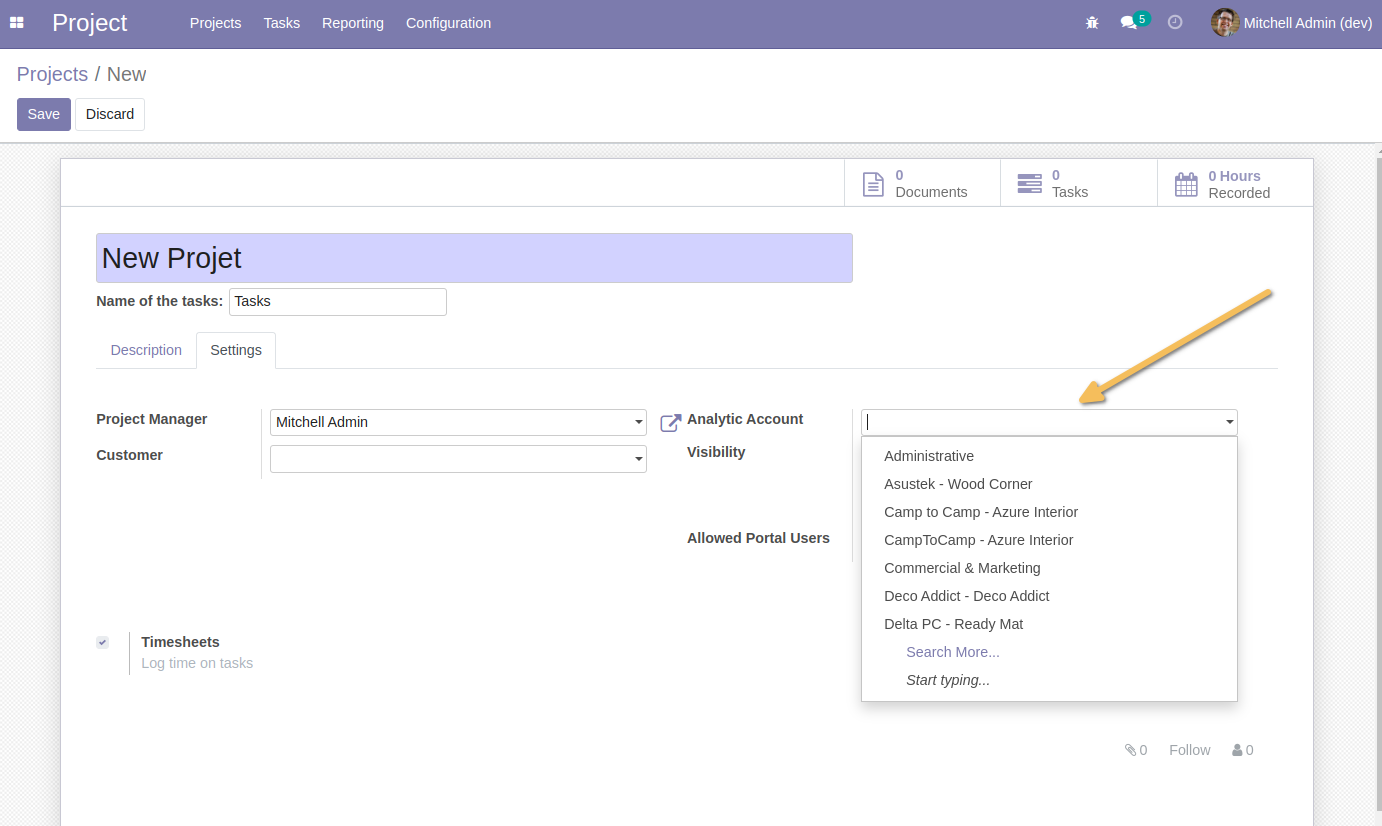 Project Projects Tasks Reporting Configuration 5 Mitchell Admin (dev)
Projects / New
Save Discard
0 Documents
0 Tasks
0 Hours Recorded
New Projet
Name of the tasks: Tasks
Description Settings
Project Manager Mitchell Admin
Customer
Analytic Account
Visibility
Allowed Portal Users
Administrative
Asustek - Wood Corner
Camp to Camp - Azure Interior
CampToCamp - Azure Interior
Commercial & Marketing
Deco Addict - Deco Addict
Delta PC - Ready Mat
Search More...
Start typing...
Timesheets
Log time on tasks
0 Follow 0